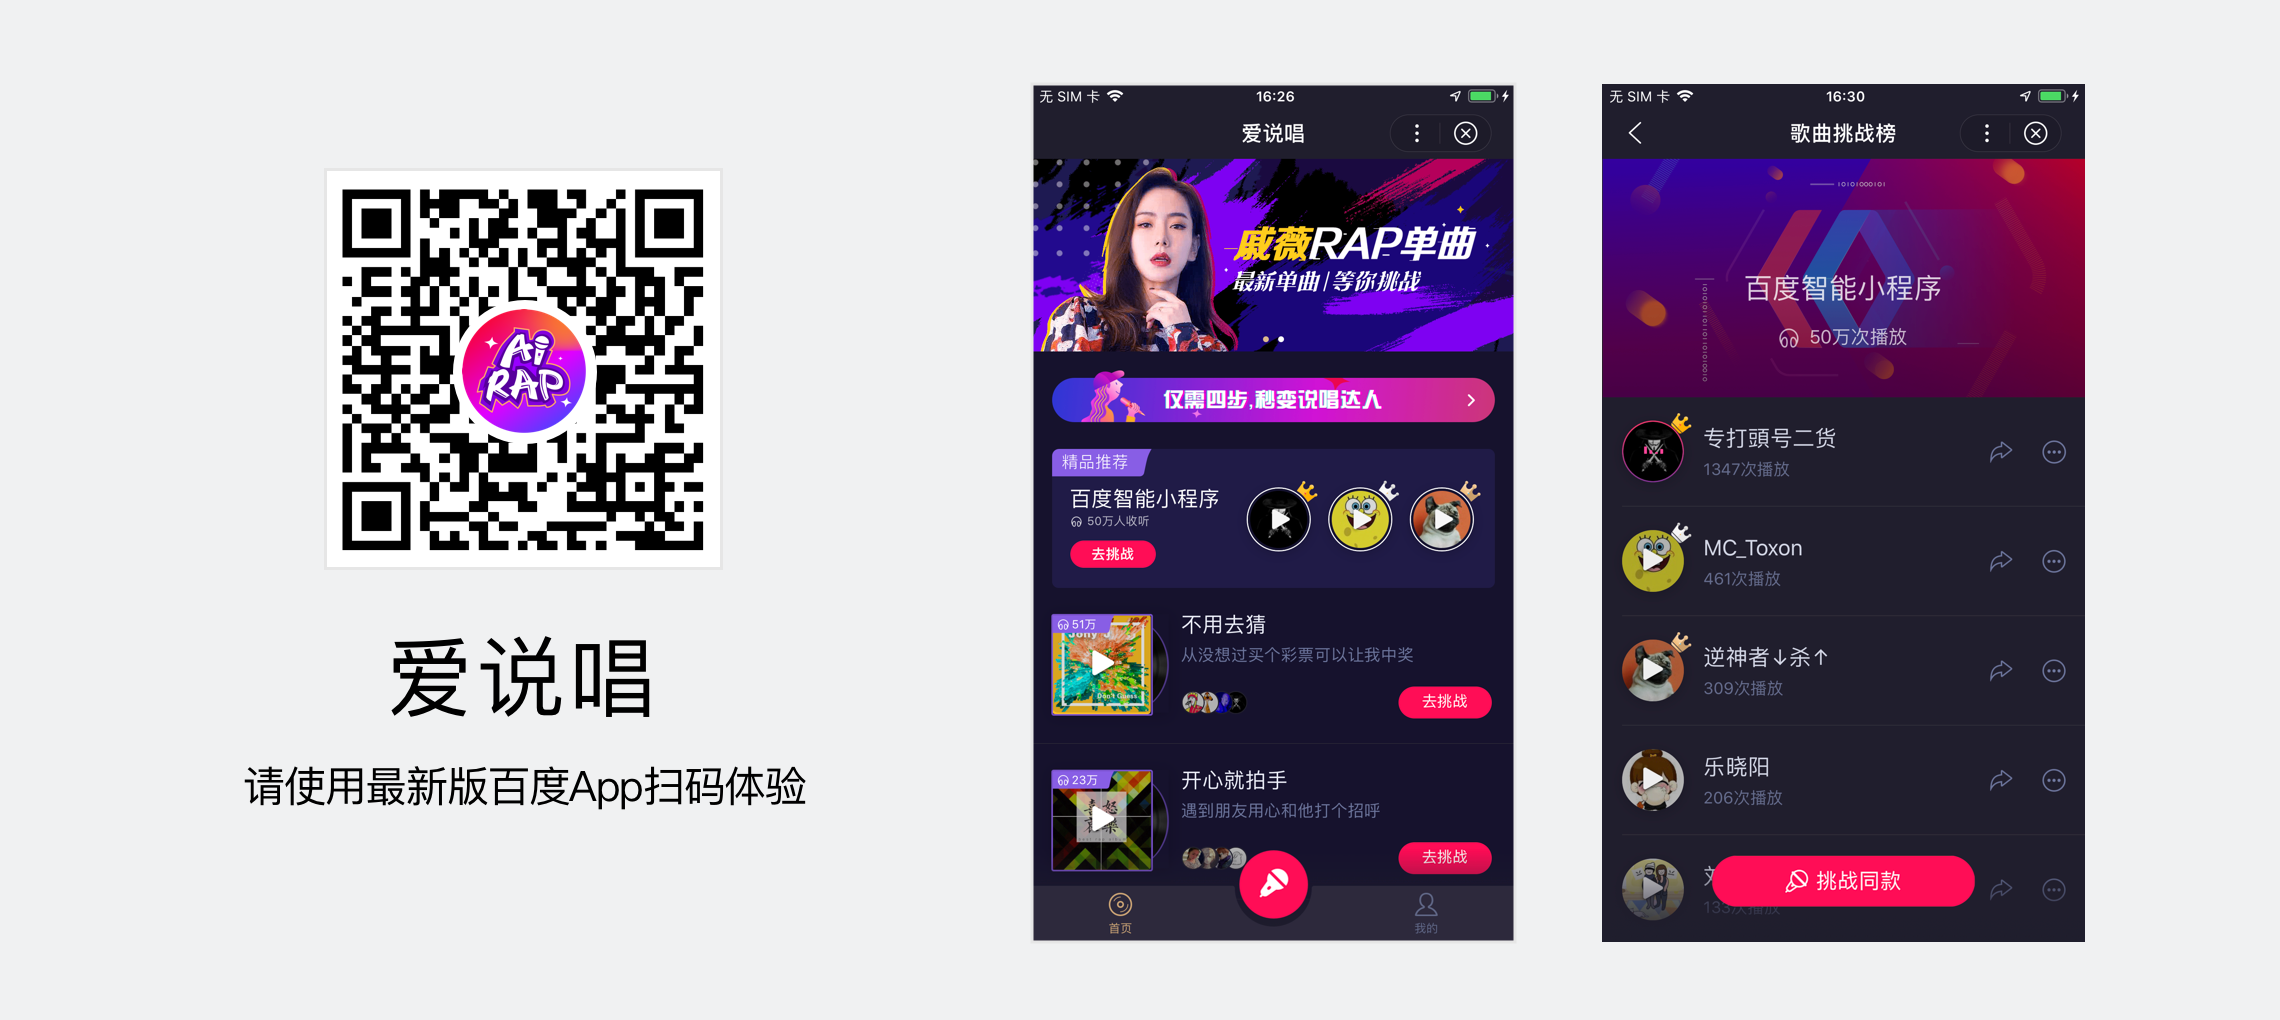 Ai
RAP
爱说唱
请使用最新版百度App扫码体验
无 SIM 卡
16:26
爱说唱
戚薇RAP单曲
最新单曲 | 等你挑战
仅需四步,秒变说唱达人
精品推荐
百度智能小程序
50万人收听
去挑战
51万
Jony J
Don't Guess
不用去猜
从没想过买个彩票可以让我中奖
去挑战
23万
喜怒
哀樂
开心就拍手
遇到朋友用心和他打个招呼
去挑战
首页
我的
无 SIM 卡
16:30
歌曲挑战榜
百度智能小程序
50万次播放
专打頭号二货
1347次播放
MC_Toxon
461次播放
逆神者↓杀↑
309次播放
乐晓阳
206次播放
133次播放
挑战同款